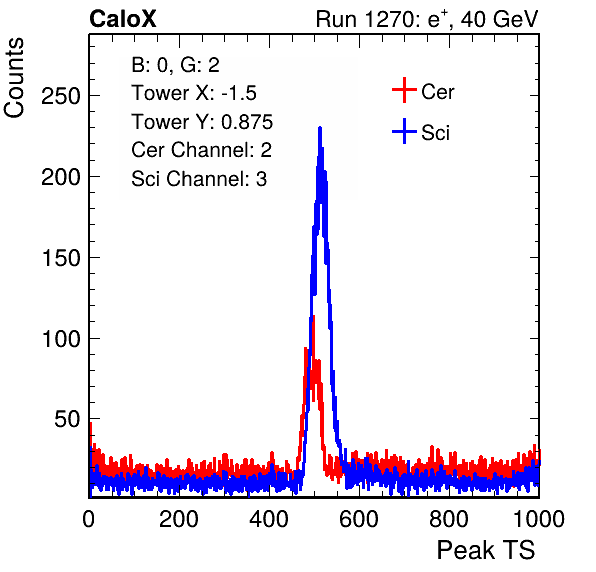 CaloX Run 1270: e⁺, 40 GeV
Counts
B: 0, G: 2
Tower X: -1.5
Tower Y: 0.875
Cer Channel: 2
Sci Channel: 3
Cer
Sci
250
200
150
100
50
0 200 400 600 800 1000
Peak TS